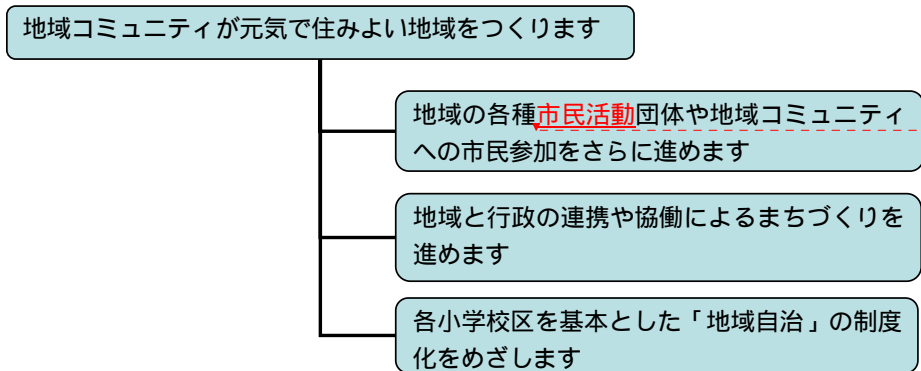 地域コミュニティが元気で住みよい地域をつくります
地域の各種市民活動団体や地域コミュニティ
への市民参加をさらに進めます
地域と行政の連携や協働によるまちづくりを
進めます
各小学校区を基本とした「地域自治」の制度
化をめざします